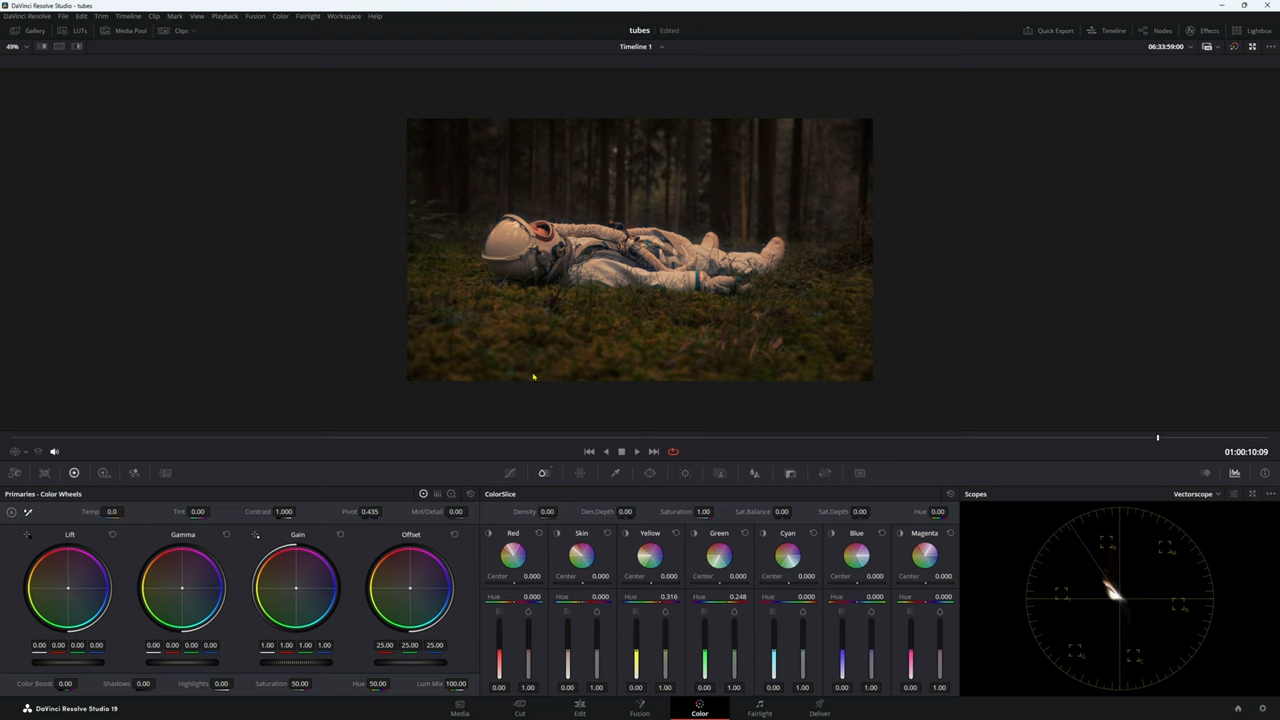 DaVinci Resolve Studio - tubes
DaVinci Resolve File Edit Trim Timeline Clip Mark View Playback Fusion Color Fairlight Workspace Help
Gallery LUTs Media Pool Clips tubes Edited Quick Export Timeline Nodes Effects Lightbox
49% Timeline 1 06:33:59:00
01:00:10:09
Primaries - Color Wheels ColorSlice Scopes Vectorscope
Temp 0.0 Tint 0.00 Contrast 1.000 Pivot 0.435 Mid/Detail 0.00 Density 0.00 Den.Depth 0.00 Saturation 1.00 Sat.Balance 0.00 Sat.Depth 0.00 Hue 0.00
Lift Gamma Gain Offset Red Skin Yellow Green Cyan Blue Magenta
Center 0.000 Center 0.000 Center 0.000 Center 0.000 Center 0.000 Center 0.000 Center 0.000
Hue 0.000 Hue 0.000 Hue 0.316 Hue 0.248 Hue 0.000 Hue 0.000 Hue 0.000
0.00 0.00 0.00 0.00 0.00 0.00 0.00 0.00 1.00 1.00 1.00 1.00 25.00 25.00 25.00
Color Boost 0.00 Shadows 0.00 Highlights 0.00 Saturation 50.00 Hue 50.00 Lum Mix 100.00 0.00 1.00 0.00 1.00 0.00 1.00 0.00 1.00 0.00 1.00 0.00 1.00 0.00 1.00
DaVinci Resolve Studio 19 Media Cut Edit Fusion Color Fairlight Deliver